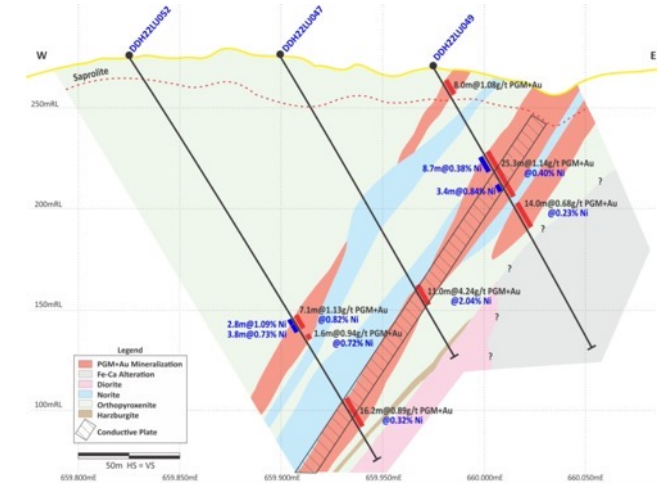 DDH22LU052
DDH22LU047
DDH22LU049
W
E
Saprolite
8.0m@1.08g/t PGM+Au
250mRL
8.7m@0.38% Ni
25.3m@1.14g/t PGM+Au
@0.40% Ni
3.4m@0.84% Ni
14.0m@0.68g/t PGM+Au
@0.23% Ni
200mRL
?
?
?
?
?
11.0m@4.24g/t PGM+Au
@2.04% Ni
150mRL
7.1m@1.13g/t PGM+Au
@0.82% Ni
2.8m@1.09% Ni
3.8m@0.73% Ni
1.6m@0.94g/t PGM+Au
@0.72% Ni
100mRL
16.2m@0.89g/t PGM+Au
@0.32% Ni
Legend
PGM+Au Mineralization
Fe-Ca Alteration
Diorite
Norite
Orthopyroxenite
Harzburgite
Conductive Plate
50m HS = VS
659.800mE
659.850mE
659.900mE
659.950mE
660.000mE
660.050mE